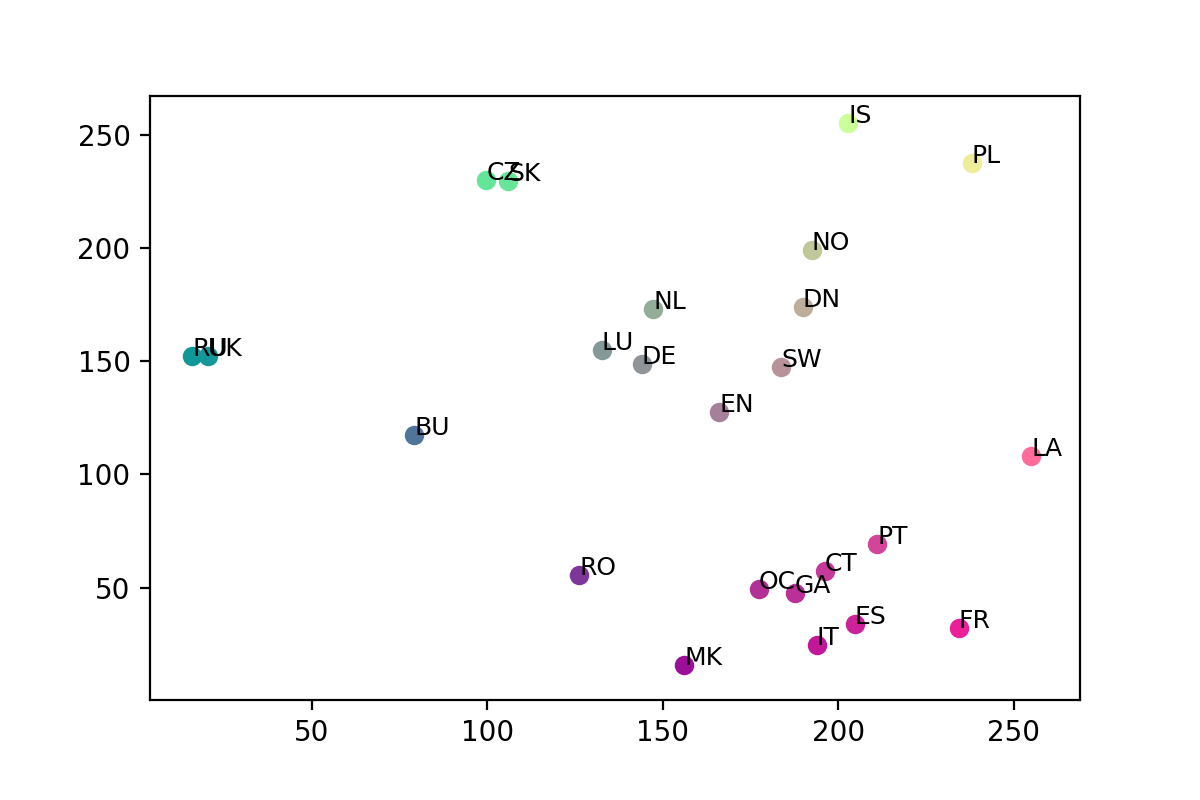 250
200
150
100
50
IS
PL
CZ
SK
NO
DN
NL
LU
DE
RU
UK
SW
EN
BU
LA
PT
CT
RO
OC
GA
ES
FR
IT
MK
50 100 150 200 250